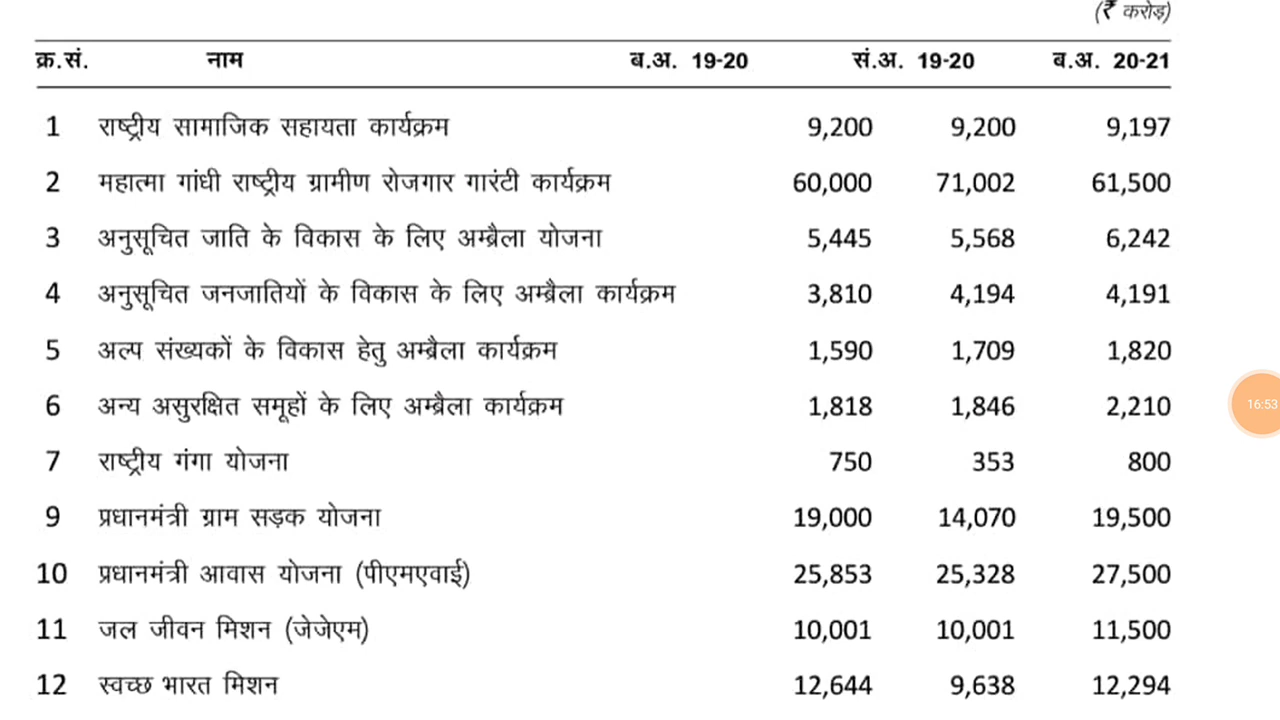 (₹ करोड़)
क्र.सं. नाम ब.अ. 19-20 सं.अ. 19-20 ब.अ. 20-21
1 राष्ट्रीय सामाजिक सहायता कार्यक्रम 9,200 9,200 9,197
2 महात्मा गांधी राष्ट्रीय ग्रामीण रोजगार गारंटी कार्यक्रम 60,000 71,002 61,500
3 अनुसूचित जाति के विकास के लिए अम्ब्रैला योजना 5,445 5,568 6,242
4 अनुसूचित जनजातियों के विकास के लिए अम्ब्रैला कार्यक्रम 3,810 4,194 4,191
5 अल्प संख्यकों के विकास हेतु अम्ब्रैला कार्यक्रम 1,590 1,709 1,820
6 अन्य असुरक्षित समूहों के लिए अम्ब्रैला कार्यक्रम 1,818 1,846 2,210
16:53
7 राष्ट्रीय गंगा योजना 750 353 800
9 प्रधानमंत्री ग्राम सड़क योजना 19,000 14,070 19,500
10 प्रधानमंत्री आवास योजना (पीएमएवाई) 25,853 25,328 27,500
11 जल जीवन मिशन (जेजेएम) 10,001 10,001 11,500
12 स्वच्छ भारत मिशन 12,644 9,638 12,294